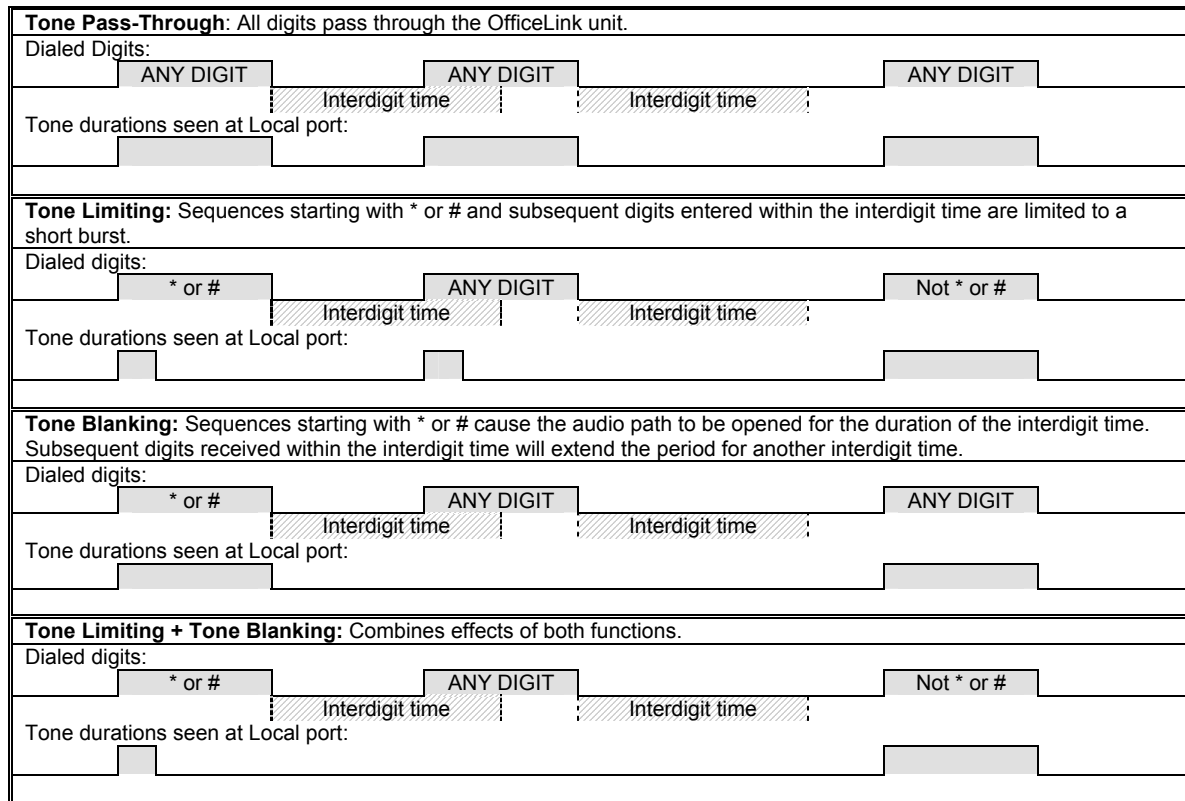 Tone Pass-Through: All digits pass through the OfficeLink unit.
Dialed Digits:
ANY DIGIT ANY DIGIT ANY DIGIT
Interdigit time Interdigit time
Tone durations seen at Local port:
Tone Limiting: Sequences starting with * or # and subsequent digits entered within the interdigit time are limited to a
short burst.
Dialed digits:
* or # ANY DIGIT Not * or #
Interdigit time Interdigit time
Tone durations seen at Local port:
Tone Blanking: Sequences starting with * or # cause the audio path to be opened for the duration of the interdigit time.
Subsequent digits received within the interdigit time will extend the period for another interdigit time.
Dialed digits:
* or # ANY DIGIT ANY DIGIT
Interdigit time Interdigit time
Tone durations seen at Local port:
Tone Limiting + Tone Blanking: Combines effects of both functions.
Dialed digits:
* or # ANY DIGIT Not * or #
Interdigit time Interdigit time
Tone durations seen at Local port: